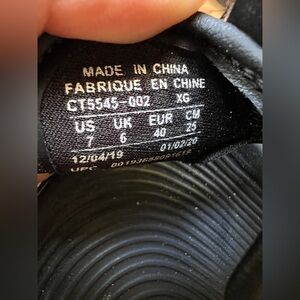 MADE IN CHINA
FABRIQUE EN CHINE
CT5545-002 XG
US UK EUR CM
7 6 40 25
12/04/19 01/02/20
UPC